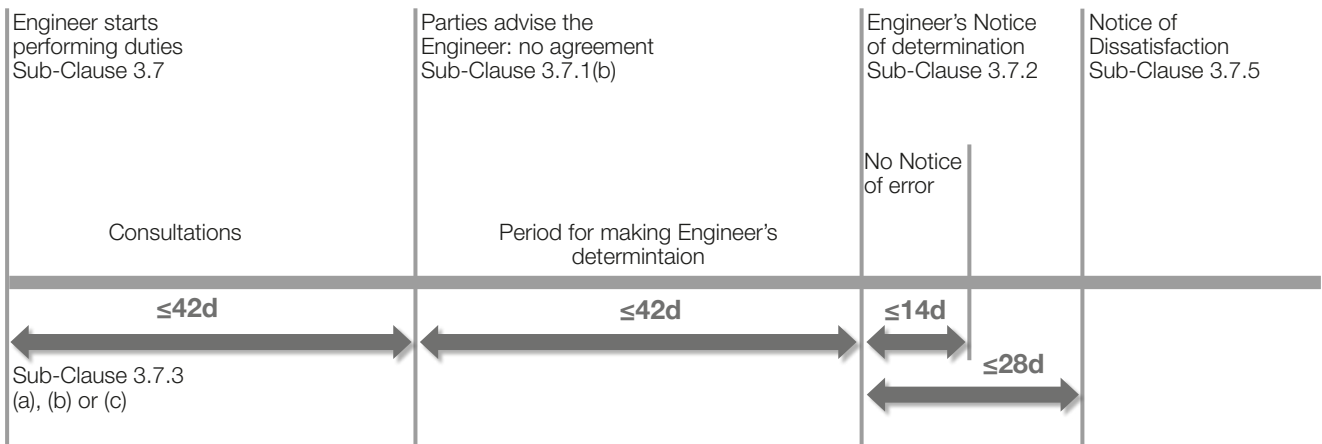 Engineer starts
performing duties
Sub-Clause 3.7
Parties advise the
Engineer: no agreement
Sub-Clause 3.7.1(b)
Engineer’s Notice
of determination
Sub-Clause 3.7.2
Notice of
Dissatisfaction
Sub-Clause 3.7.5
No Notice
of error
Consultations
Period for making Engineer’s
determintaion
≤42d
≤42d
≤14d
≤28d
Sub-Clause 3.7.3
(a), (b) or (c)